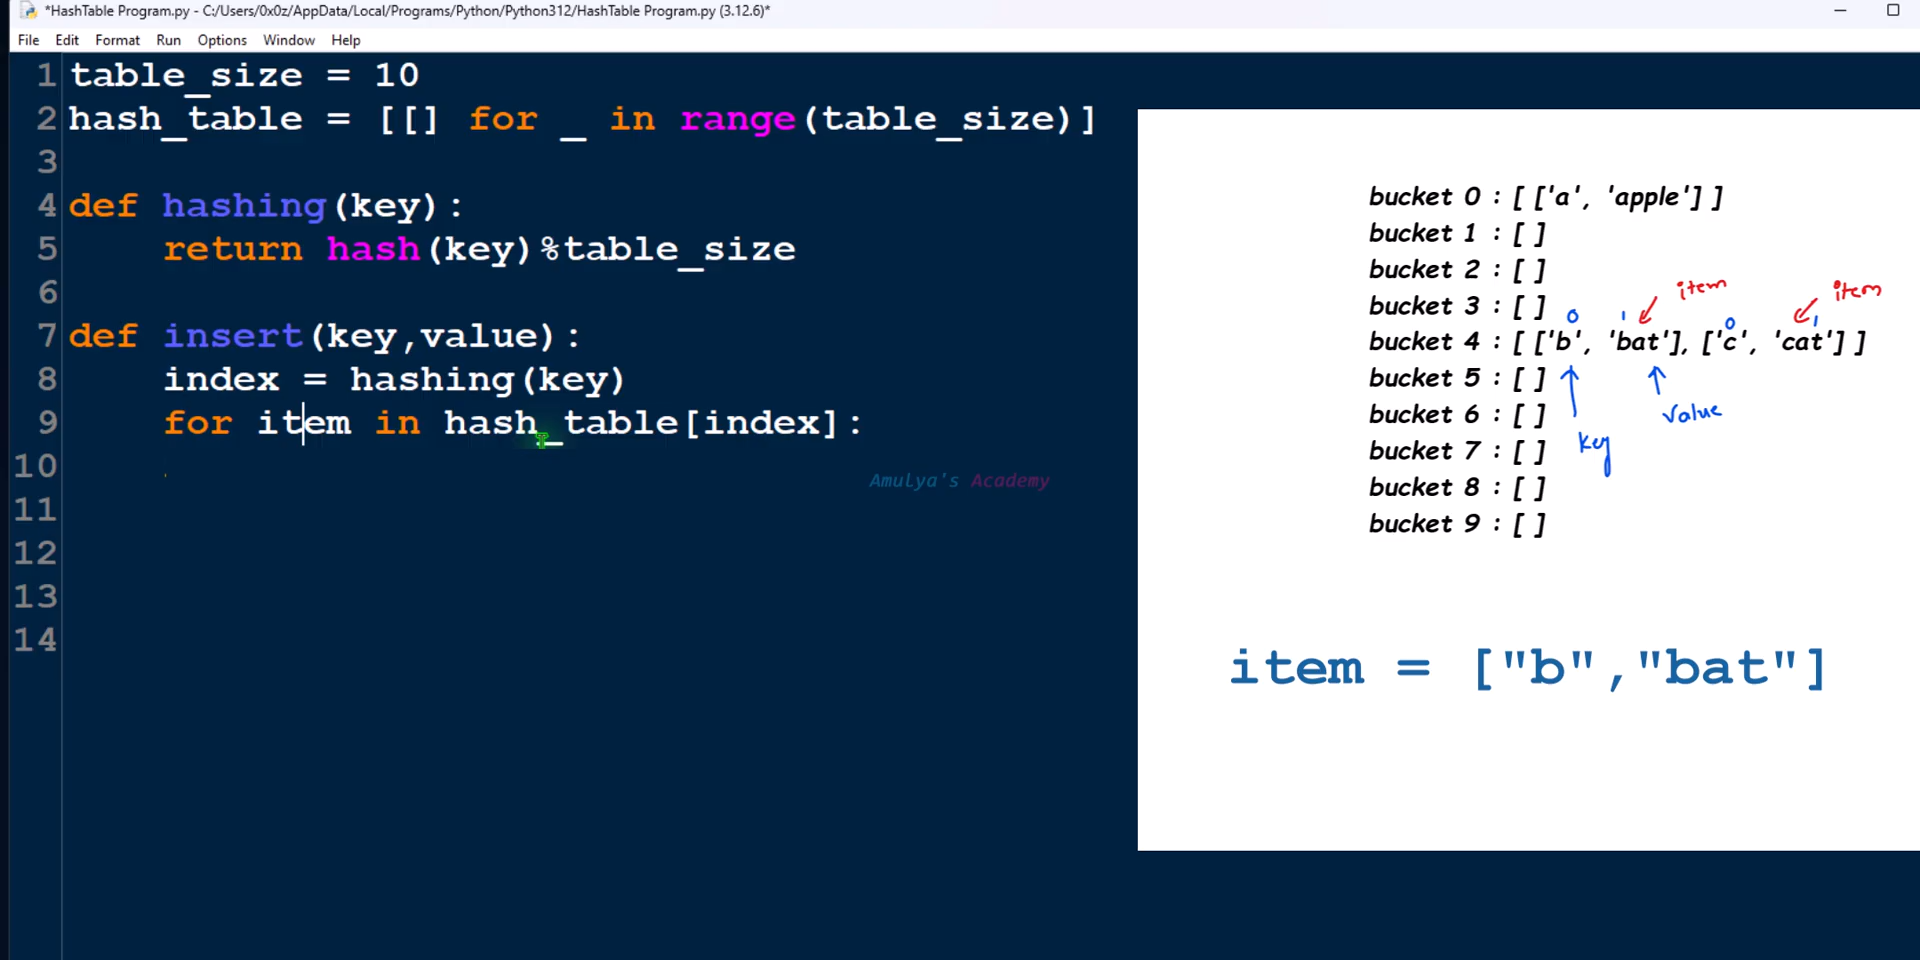 *HashTable Program.py - C:/Users/0x0z/AppData/Local/Programs/Python/Python312/HashTable Program.py (3.12.6)*
File Edit Format Run Options Window Help
1 table_size = 10
2 hash_table = [[] for _ in range(table_size)]
3
4 def hashing(key):
5 return hash(key)%table_size
6
7 def insert(key,value):
8 index = hashing(key)
9 for item in hash_table[index]:
10
11
12
13
14
Amulya's Academy
bucket 0 : [ ['a', 'apple'] ]
bucket 1 : [ ]
bucket 2 : [ ]
item item
bucket 3 : [ ]
0 1 0 1
bucket 4 : [ ['b', 'bat'], ['c', 'cat'] ]
bucket 5 : [ ]
bucket 6 : [ ]
value
bucket 7 : [ ]
key
bucket 8 : [ ]
bucket 9 : [ ]
item = ["b","bat"]